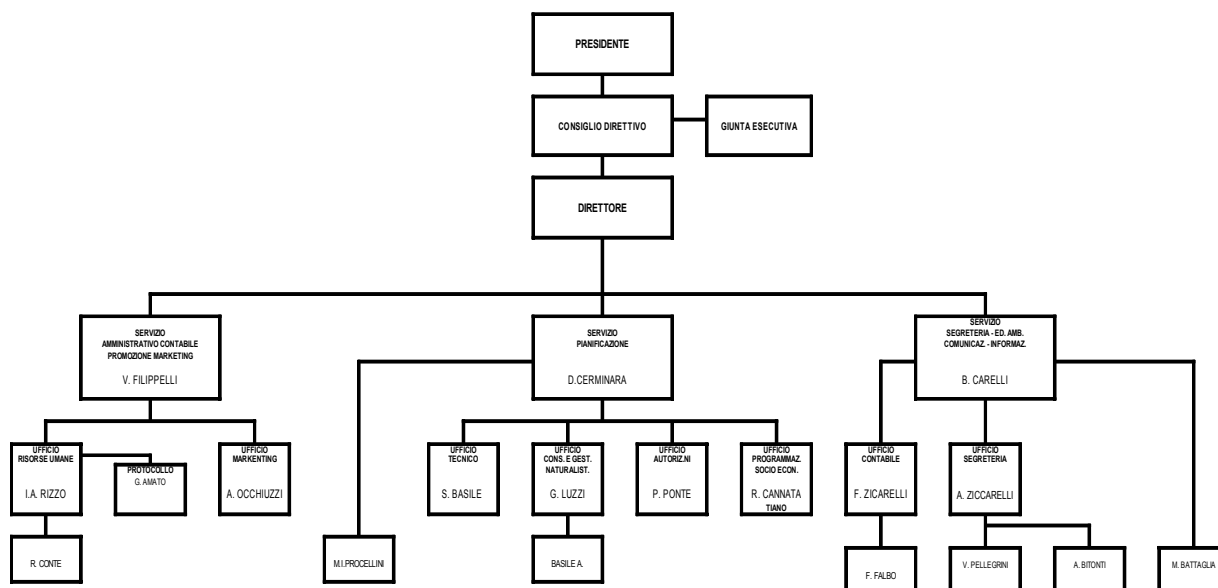 PRESIDENTE
CONSIGLIO DIRETTIVO
GIUNTA ESECUTIVA
DIRETTORE
SERVIZIO
AMMINISTRATIVO CONTABILE
PROMOZIONE MARKETING
V. FILIPPELLI
SERVIZIO
PIANIFICAZIONE
D.CERMINARA
SERVIZIO
SEGRETERIA - ED. AMB.
COMUNICAZ. - INFORMAZ.
B. CARELLI
UFFICIO
RISORSE UMANE
I.A. RIZZO
PROTOCOLLO
G. AMATO
UFFICIO
MARKENTING
A. OCCHIUZZI
UFFICIO
TECNICO
S. BASILE
UFFICIO
CONS. E GEST.
NATURALIST.
G. LUZZI
UFFICIO
AUTORIZ.NI
P. PONTE
UFFICIO
PROGRAMMAZ.
SOCIO ECON.
R. CANNATA
TIANO
UFFICIO
CONTABILE
F. ZICARELLI
UFFICIO
SEGRETERIA
A. ZICCARELLI
R. CONTE
M.I.PROCELLINI
BASILE A.
F. FALBO
V. PELLEGRINI
A. BITONTI
M. BATTAGLIA